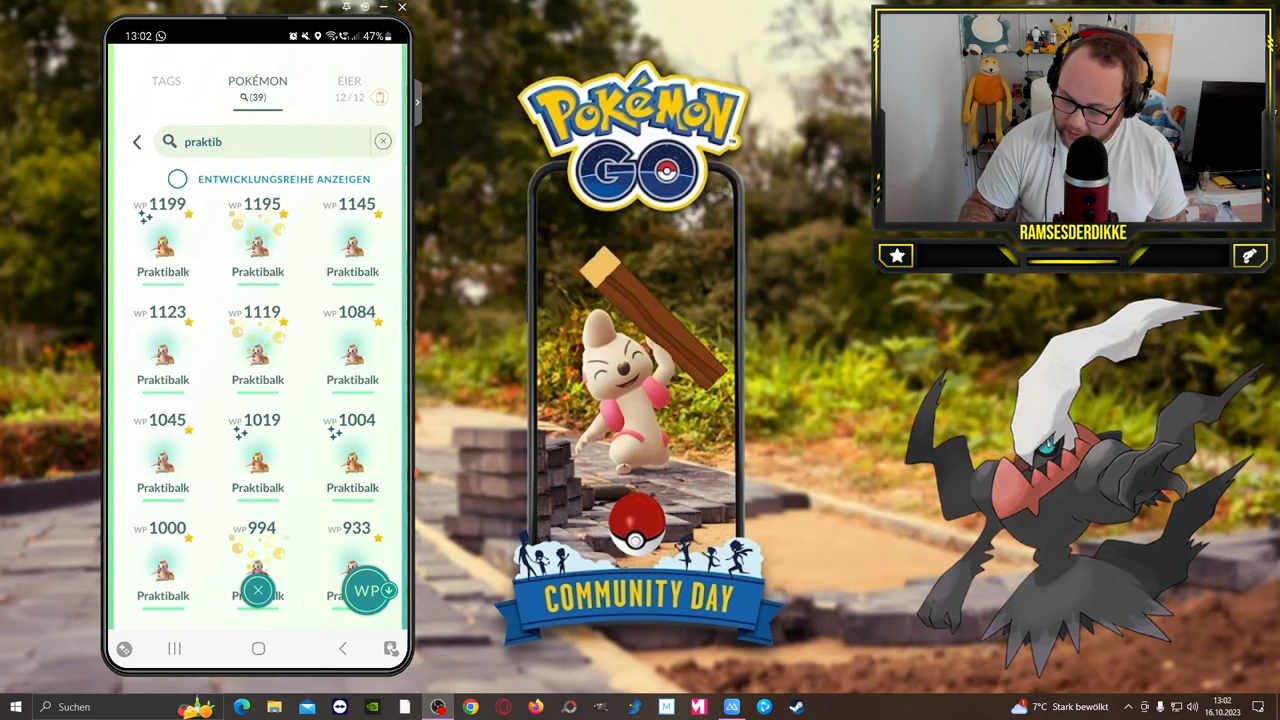 13:02
47%
TAGS
POKÉMON
(39)
EIER
12 / 12
praktib
ENTWICKLUNGSREIHE ANZEIGEN
WP 1199
WP 1195
WP 1145
Praktibalk
Praktibalk
Praktibalk
WP 1123
WP 1119
WP 1084
Praktibalk
Praktibalk
Praktibalk
WP 1045
WP 1019
WP 1004
Praktibalk
Praktibalk
Praktibalk
WP 1000
WP 994
WP 933
Praktibalk
WP
POKÉMON
GO
COMMUNITY DAY
RAMSESDERDIKKE
Suchen
7°C Stark bewölkt
13:02
16.10.2023